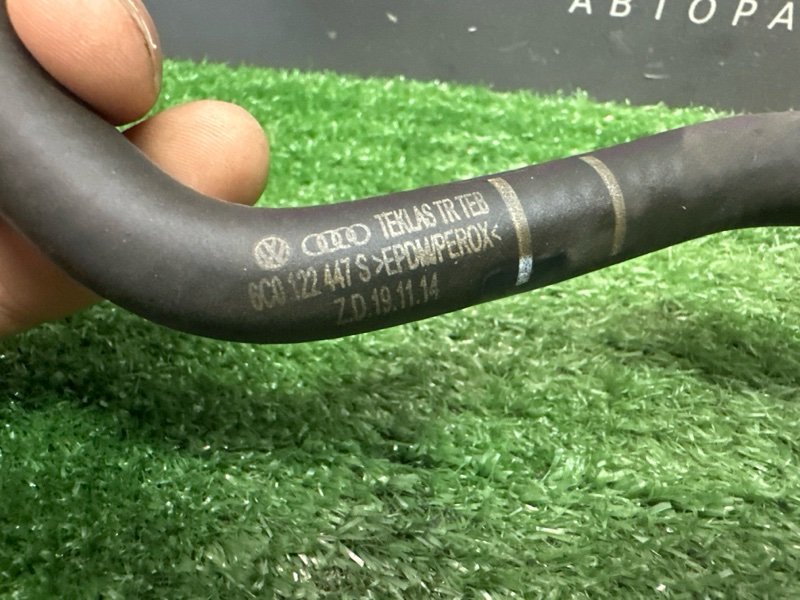 АВТОРА
TEKLAS TR TEB
6C0 122 447 S >EPDM/PEROX<
Z.D. 19.11.14